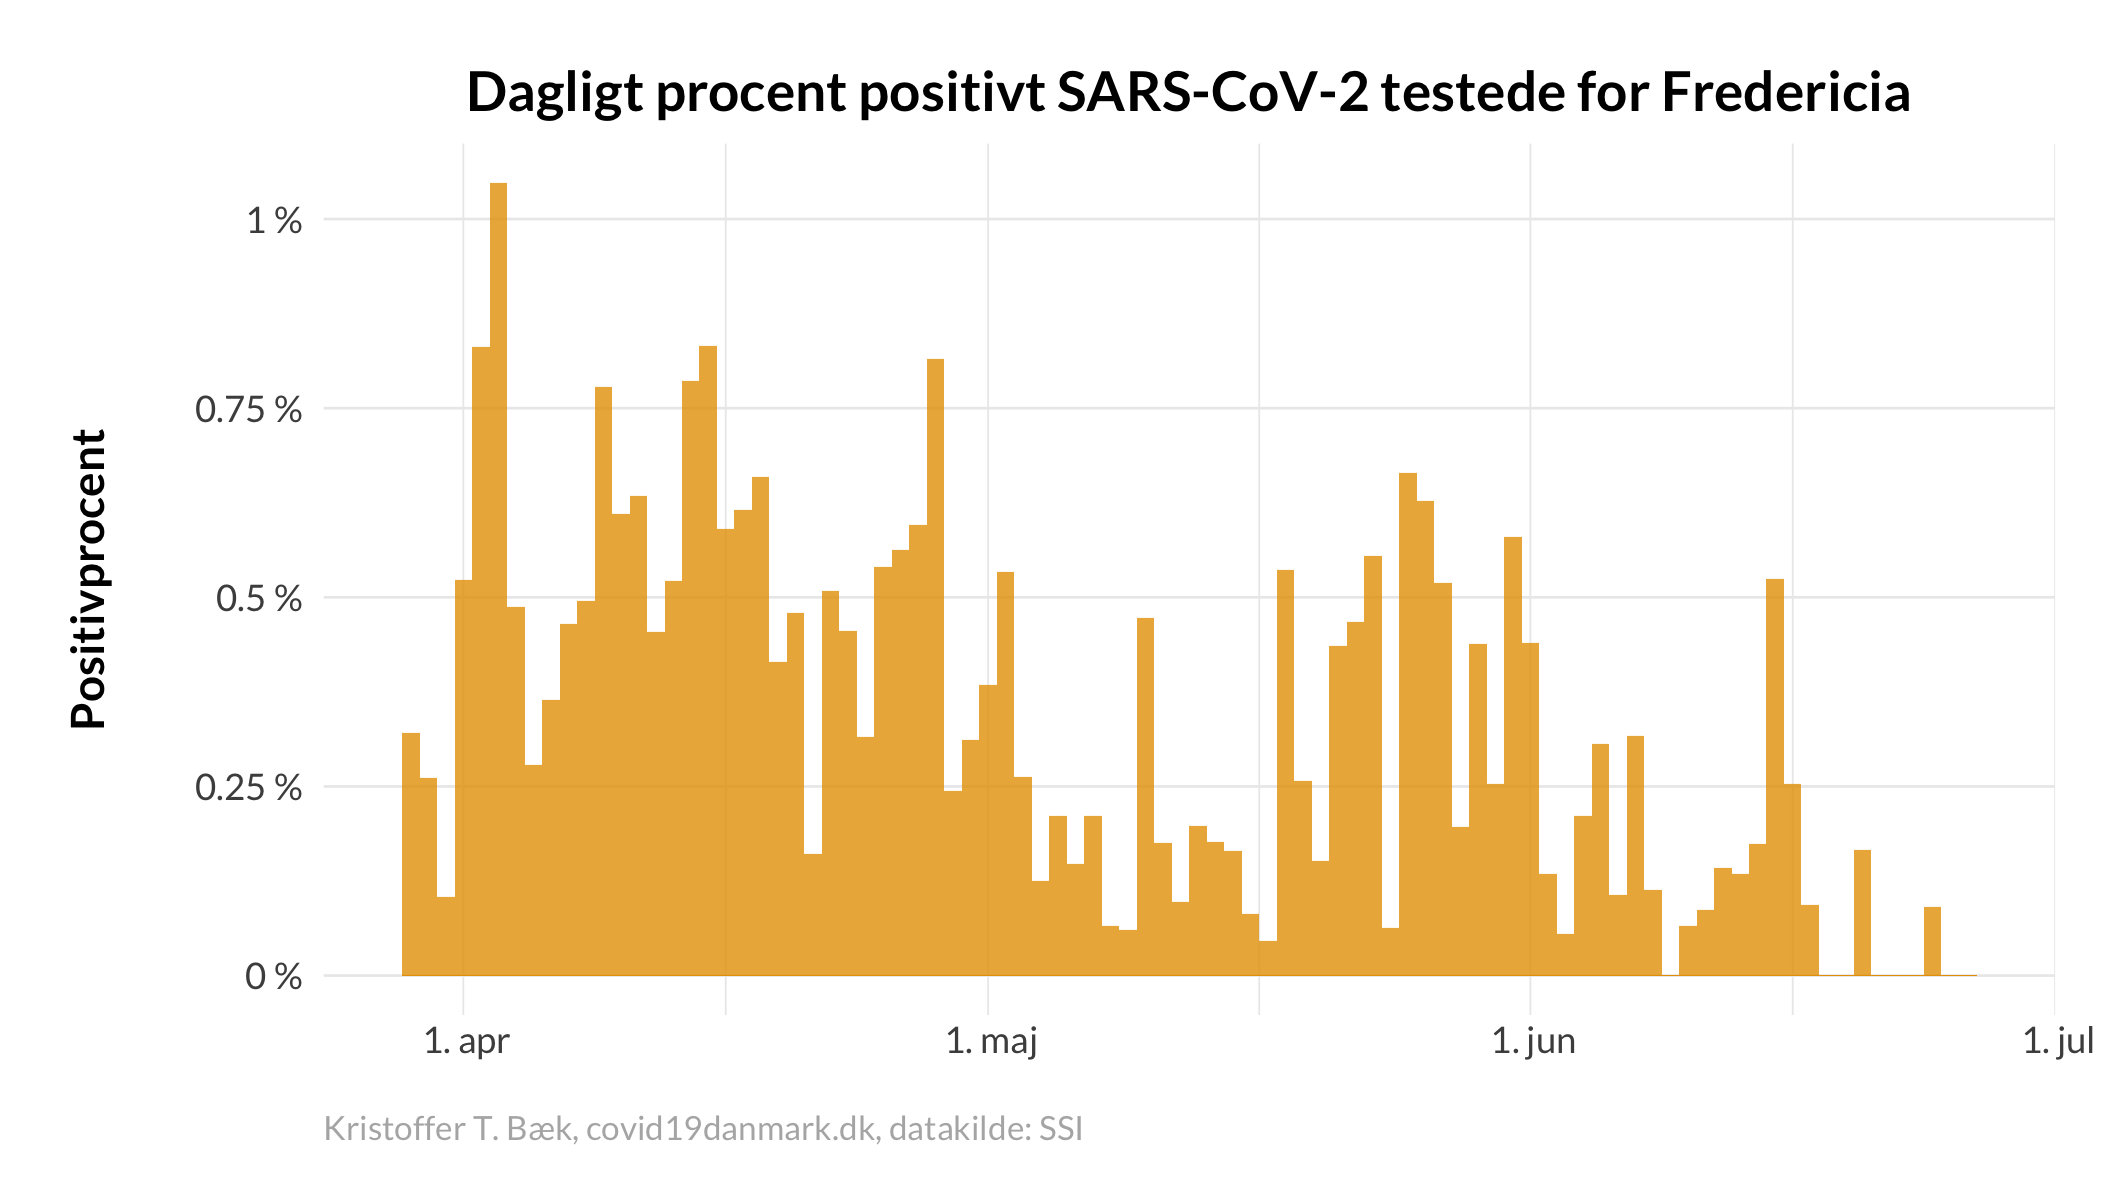 Dagligt procent positivt SARS-CoV-2 testede for Fredericia
Positivprocent
1 %
0.75 %
0.5 %
0.25 %
0 %
1. apr
1. maj
1. jun
1. jul
Kristoffer T. Bæk, covid19danmark.dk, datakilde: SSI